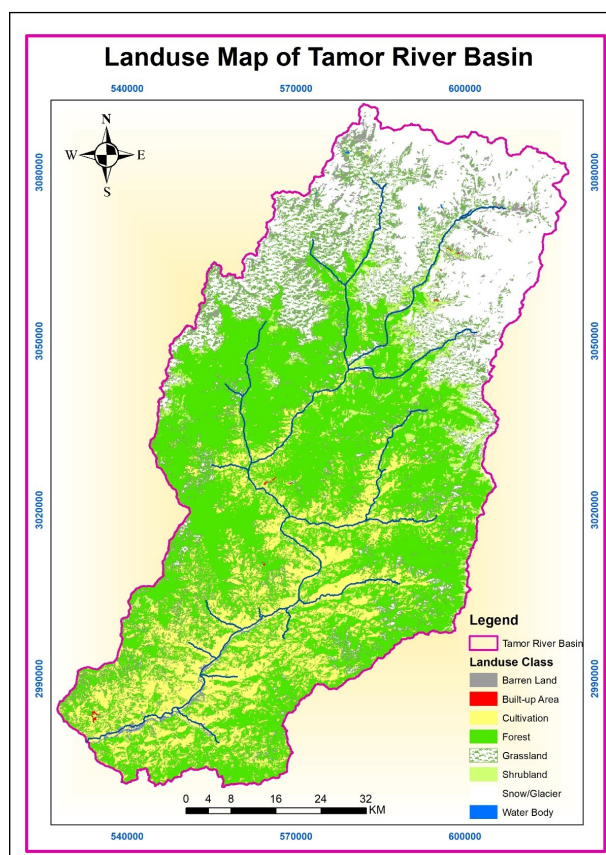 Landuse Map of Tamor River Basin
540000 570000 600000
N
W E
S
3080000 3080000
3050000 3050000
3020000 3020000
2990000 2990000
Legend
Tamor River Basin
Landuse Class
Barren Land
Built-up Area
Cultivation
Forest
Grassland
Shrubland
Snow/Glacier
Water Body
0 4 8 16 24 32
KM
540000 570000 600000